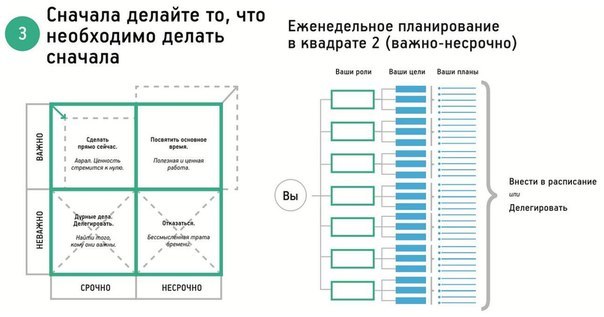 3
Сначала делайте то, что
необходимо делать
сначала
Еженедельное планирование
в квадрате 2 (важно-несрочно)
ВАЖНО
НЕВАЖНО
Сделать
прямо сейчас.
Аврал. Ценность
стремится к нулю.
Посвятить основное
время.
Полезная и ценная
работа.
Дурные дела.
Делегировать.
Найти того,
кому они важны.
Отказаться.
Бессмысленная трата
времени.
СРОЧНО
НЕСРОЧНО
Ваши роли
Ваши цели
Ваши планы
Вы
Внести в расписание
или
Делегировать